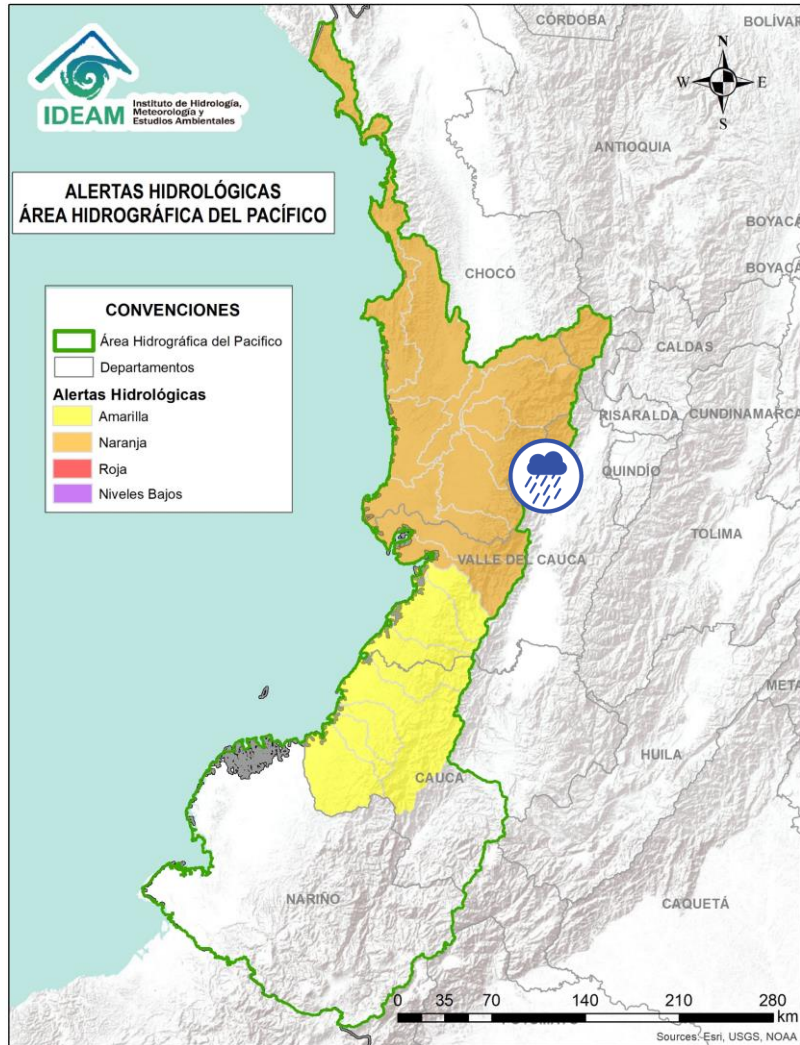 IDEAM
Instituto de Hidrología,
Meteorología y
Estudios Ambientales
ALERTAS HIDROLÓGICAS
ÁREA HIDROGRÁFICA DEL PACÍFICO
CONVENCIONES
Área Hidrográfica del Pacifico
Departamentos
Alertas Hidrológicas
Amarilla
Naranja
Roja
Niveles Bajos
N
W
E
S
CÓRDOBA
BOLÍVAR
ANTIOQUIA
BOYACÁ
CHOCÓ
BOYACÁ
CALDAS
RISARALDA
CUNDINAMARCA
QUINDÍO
TOLIMA
VALLE DEL CAUCA
META
HUILA
CAUCA
NARIÑO
CAQUETÁ
0 35 70 140 210 280
km
Sources: Esri, USGS, NOAA